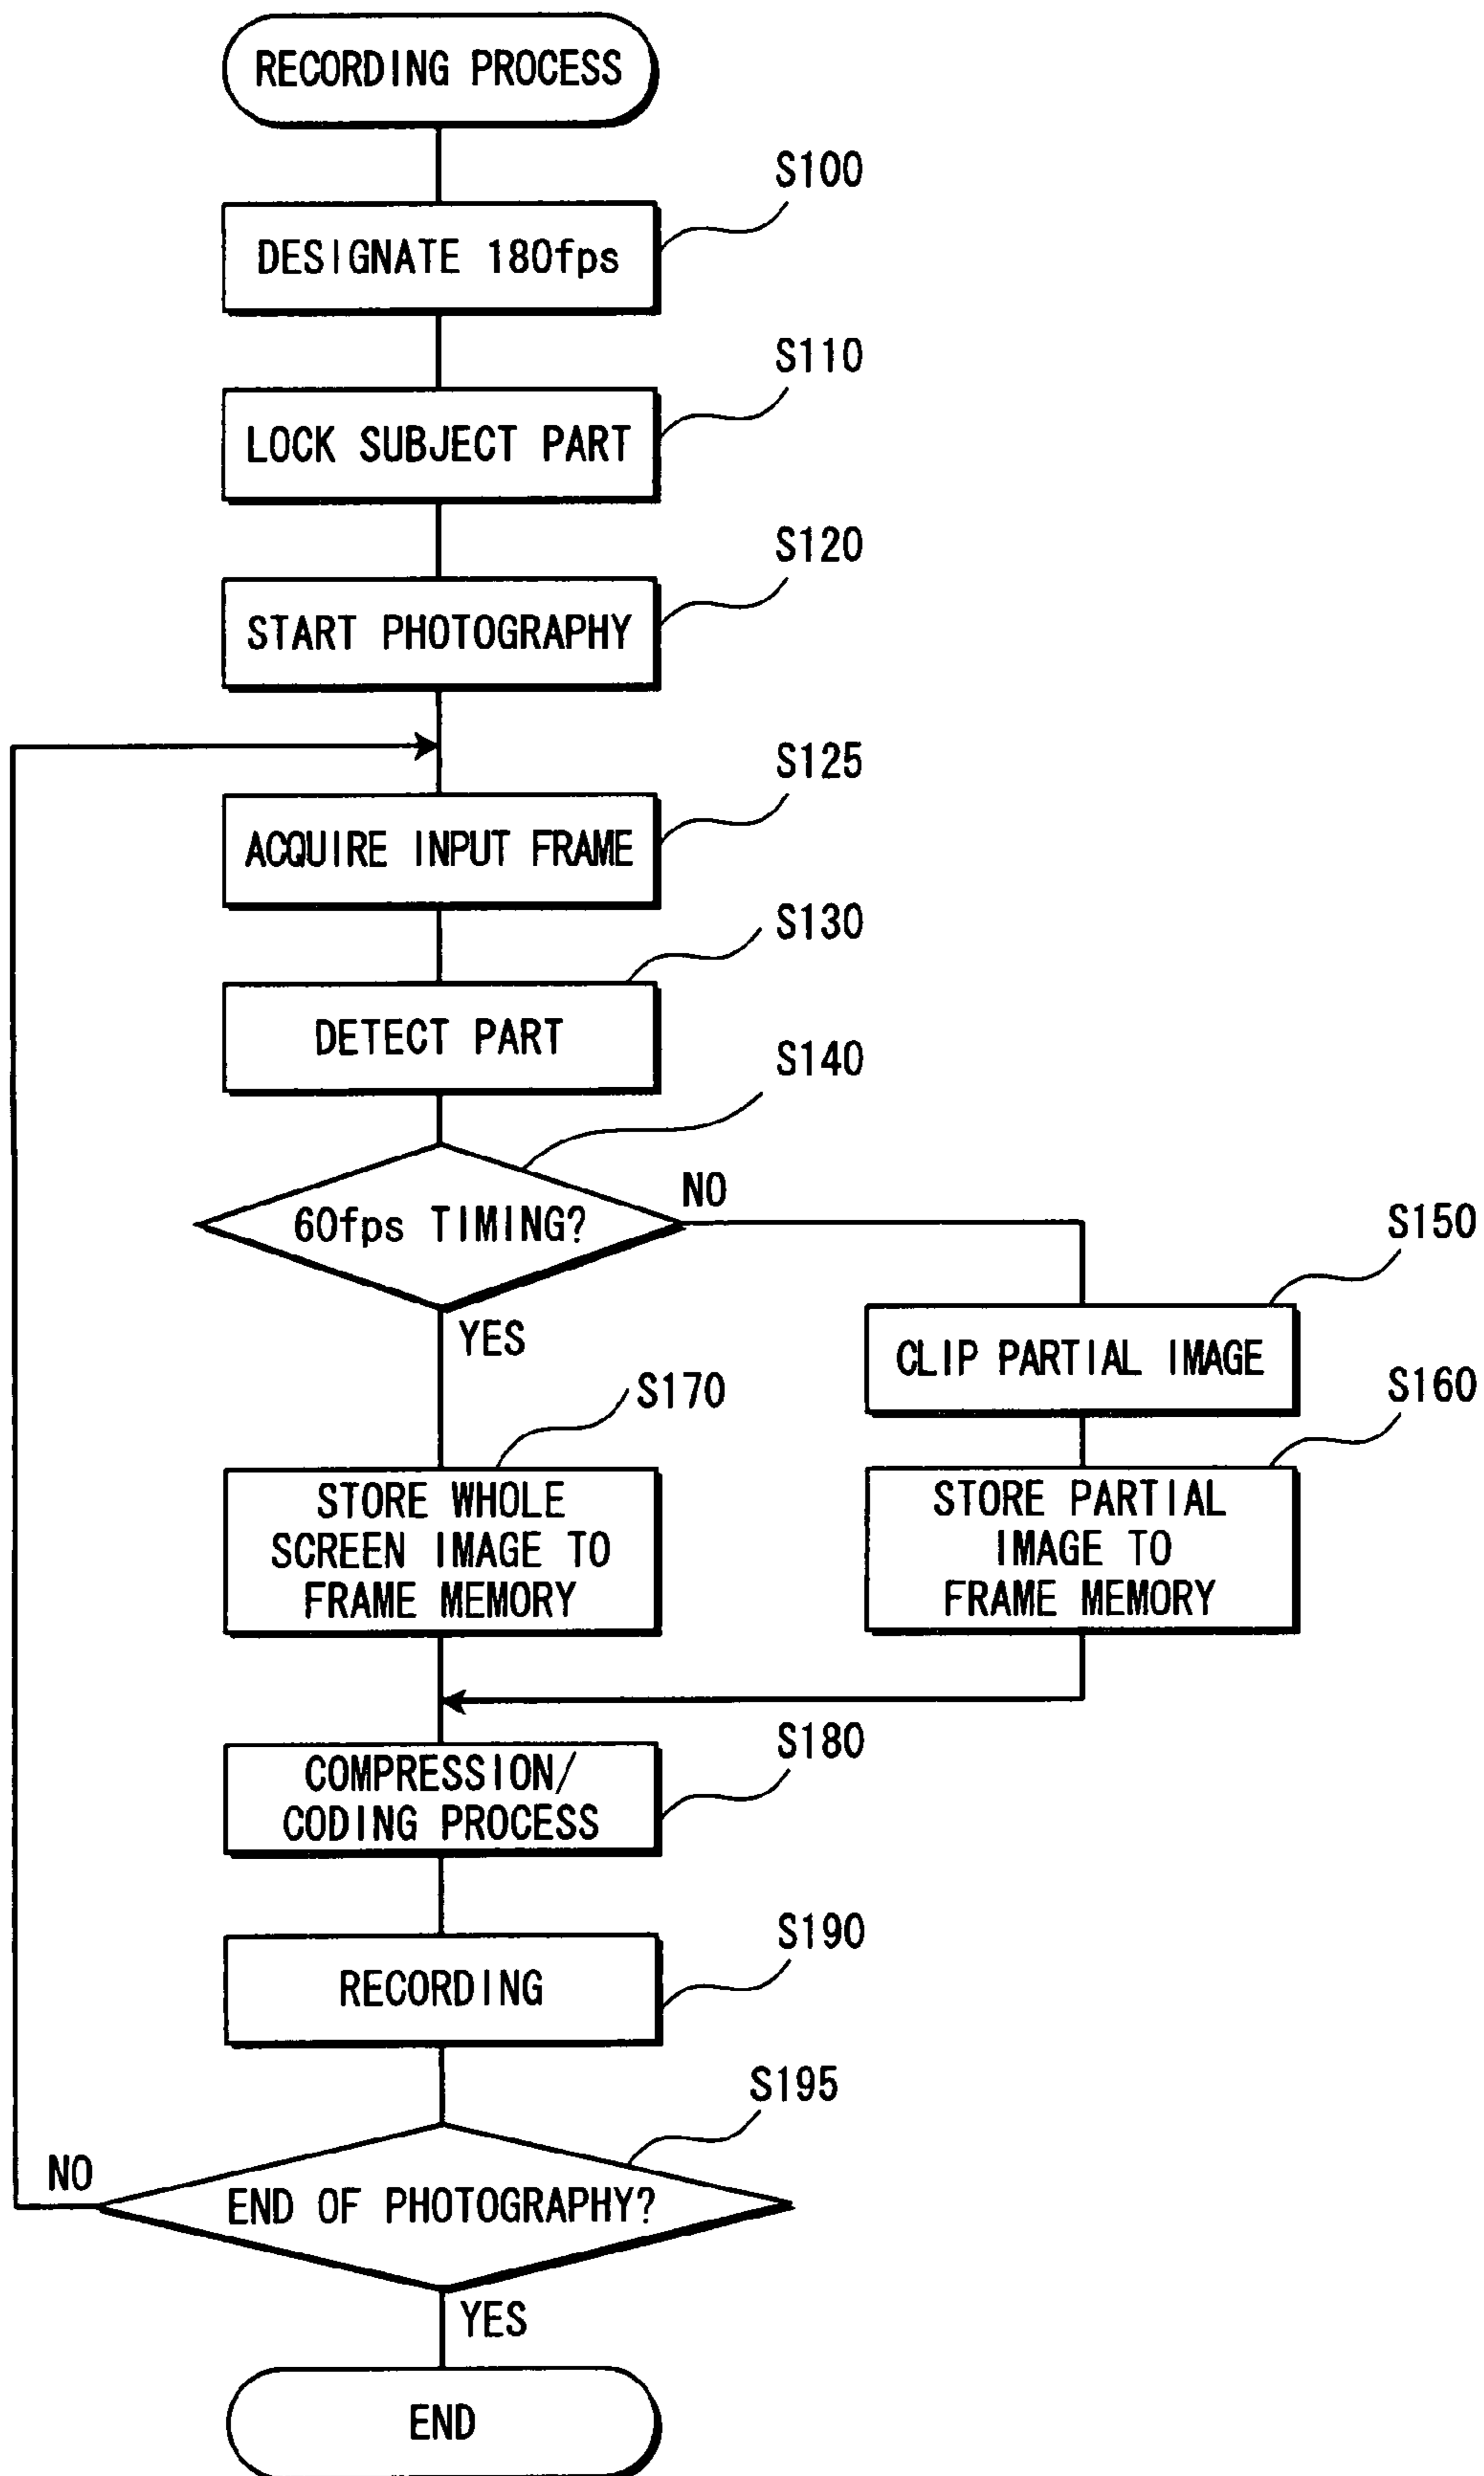 RECORDING PROCESS
S100
DESIGNATE 180fps
S110
LOCK SUBJECT PART
S120
START PHOTOGRAPHY
S125
ACQUIRE INPUT FRAME
S130
DETECT PART
S140
60fps TIMING?
NO
YES
S150
CLIP PARTIAL IMAGE
S160
STORE PARTIAL
IMAGE TO
FRAME MEMORY
S170
STORE WHOLE
SCREEN IMAGE TO
FRAME MEMORY
S180
COMPRESSION/
CODING PROCESS
S190
RECORDING
S195
END OF PHOTOGRAPHY?
NO
YES
END